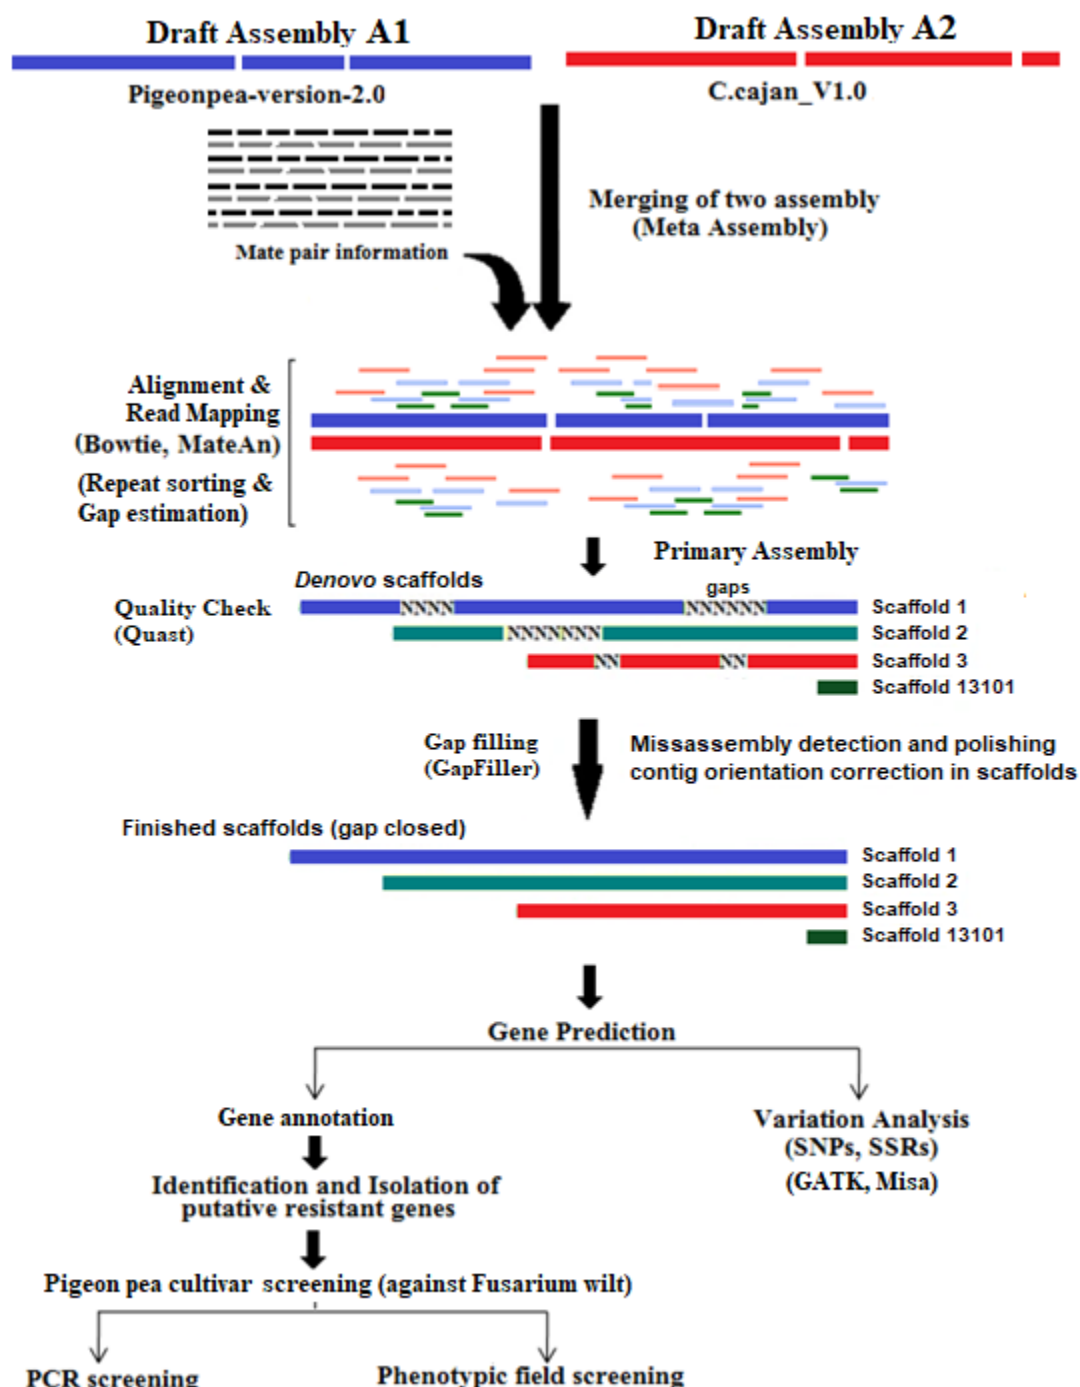 Draft Assembly A1
Draft Assembly A2
Pigeonpea-version-2.0
C.cajan_V1.0
Merging of two assembly
(Meta Assembly)
Mate pair information
Alignment &
Read Mapping
(Bowtie, MateAn)
(Repeat sorting &
Gap estimation)
Primary Assembly
Denovo scaffolds
gaps
Quality Check
(Quast)
NNNN
NNNNNN
Scaffold 1
NNNNNNN
Scaffold 2
NN
NN
Scaffold 3
Scaffold 13101
Gap filling
(GapFiller)
Missassembly detection and polishing
contig orientation correction in scaffolds
Finished scaffolds (gap closed)
Scaffold 1
Scaffold 2
Scaffold 3
Scaffold 13101
Gene Prediction
Gene annotation
Variation Analysis
(SNPs, SSRs)
(GATK, Misa)
Identification and Isolation of
putative resistant genes
Pigeon pea cultivar screening (against Fusarium wilt)
PCR screening
Phenotypic field screening